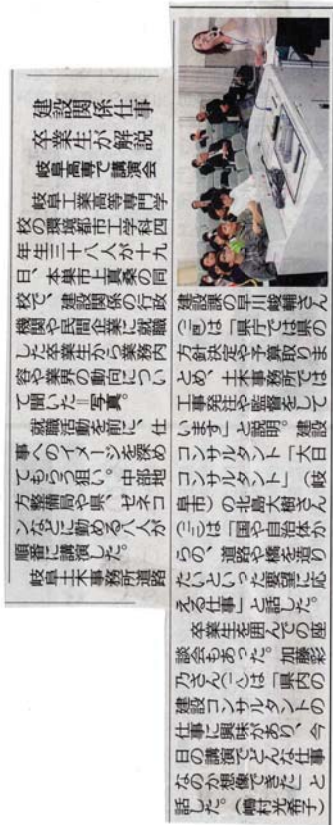 建設関係仕事
卒業生が解説
岐阜高専で講演会
岐阜工業高等専門学
校の環境都市工学科四
年生三十八人が十九
日、本巣市上真桑の同
校で、建設関係の行政
機関や民間企業に就職
した卒業生から業務内
容や業界の動向につい
て聞いた＝写真。
就職活動を前に、仕
事へのイメージを深め
てもらう狙い。中部地
方整備局や県、ゼネコ
ンなどに勤める八人が
順番に講演した。
岐阜土木事務所道路
建設課の早川峻輔さん
は「県庁では県の
方針決定や予算取りま
とめ、土木事務所では
工事発注や監督をして
います」と説明。建設
コンサルタント「大日
コンサルタント」（岐
阜市）の北島大樹さん
は「国や自治体か
らの、道路や橋を造り
たいといった要望に応
える仕事」と話した。
卒業生を囲んでの座
談会もあった。加藤彩
乃さん（一八）は「県内の
建設コンサルタントの
仕事に興味があり、今
日の講演でどんな仕事
なのか想像できた」と
話した。（嶋村光希子）